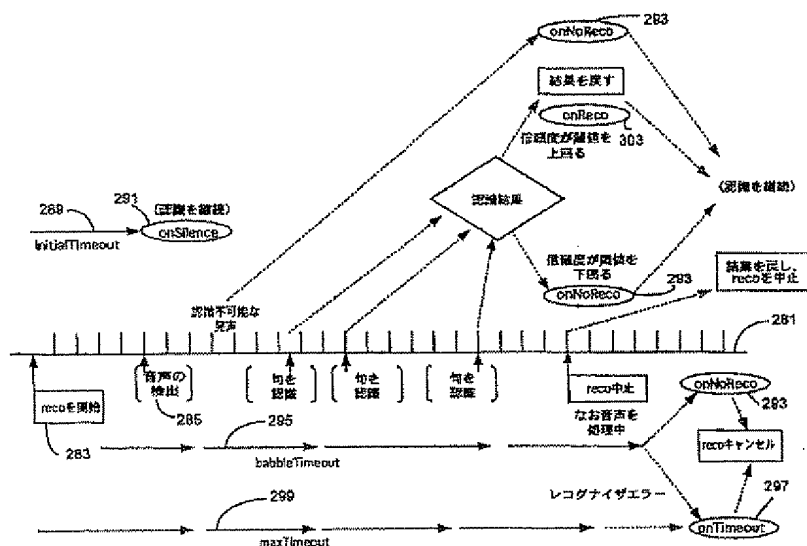 293
onNoReco
結果を戻す
onReco
303
信頼度が閾値を
上回る
認識結果
(認識を継続)
289
291
(認識を継続)
onSilence
initialTimeout
信頼度が閾値を
下回る
onNoReco
293
結果を戻し、
recoを中止
認識不可能な
発声
281
recoを開始
283
音声の
検出
285
句を
認識
句を
認識
句を
認識
reco中止
なお音声を
処理中
onNoReco
293
295
babbleTimeout
recoキャンセル
レコグナイザエラー
297
onTimeout
299
maxTimeout